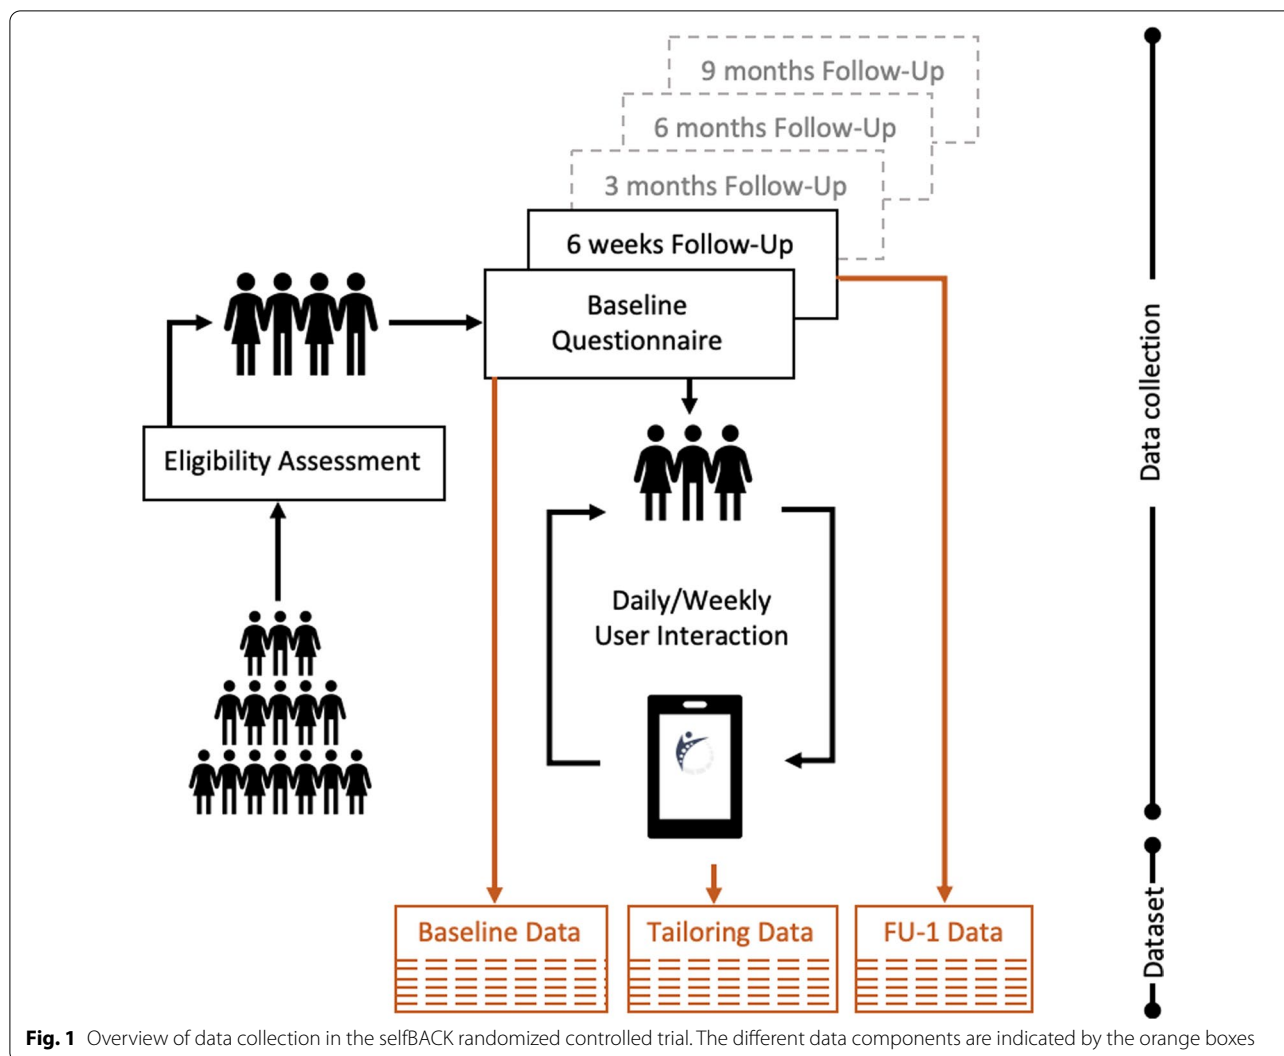 9 months Follow-Up
6 months Follow-Up
3 months Follow-Up
6 weeks Follow-Up
Baseline
Questionnaire
Eligibility Assessment
Daily/Weekly
User Interaction
Data collection
Dataset
Baseline Data
Tailoring Data
FU-1 Data
Fig. 1 Overview of data collection in the selfBACK randomized controlled trial. The different data components are indicated by the orange boxes